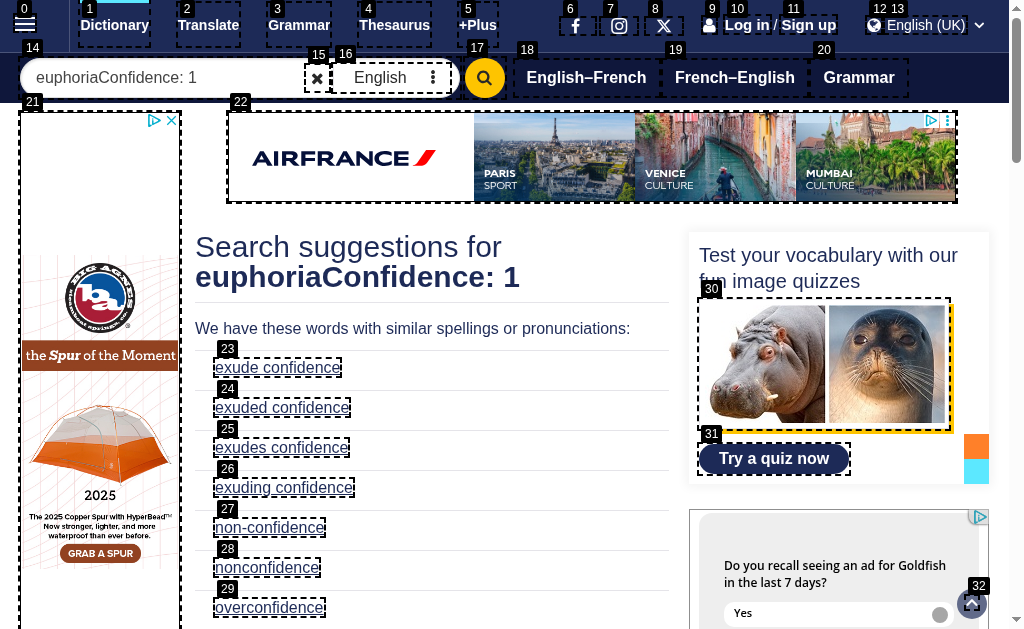 0
1
2
3
4
5
6
7
8
9
10
11
12
13
Dictionary
Translate
Grammar
Thesaurus
+Plus
Log in / Sign up
English (UK)
14
15
16
17
18
19
20
euphoriaConfidence: 1
English
English–French
French–English
Grammar
21
22
AIRFRANCE
PARIS
SPORT
VENICE
CULTURE
MUMBAI
CULTURE
BIG AGNES
ba
steamboat springs, co.
the Spur of the Moment
2025
The 2025 Copper Spur with HyperBead™
Now stronger, lighter, and more
waterproof than ever before.
GRAB A SPUR
Search suggestions for
euphoriaConfidence: 1
We have these words with similar spellings or pronunciations:
23
exude confidence
24
exuded confidence
25
exudes confidence
26
exuding confidence
27
non-confidence
28
nonconfidence
29
overconfidence
Test your vocabulary with our
fun image quizzes
30
31
Try a quiz now
Do you recall seeing an ad for Goldfish
in the last 7 days?
Yes
32